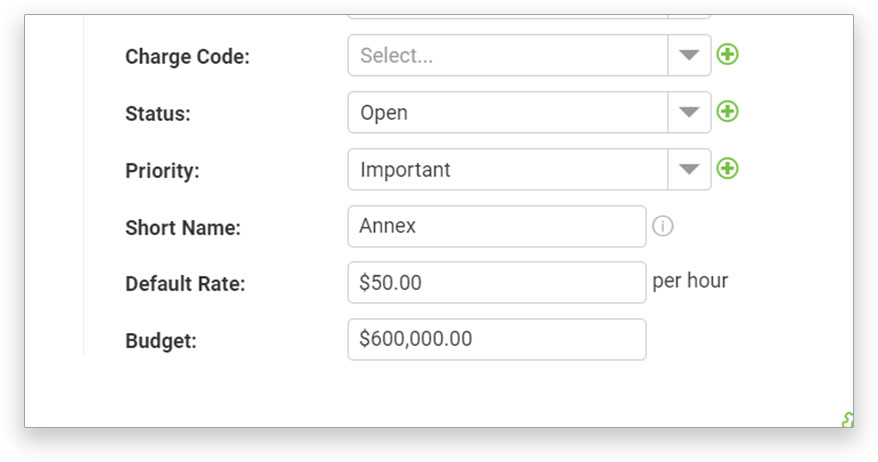 Charge Code: Select...
Status: Open
Priority: Important
Short Name: Annex
Default Rate: $50.00 per hour
Budget: $600,000.00